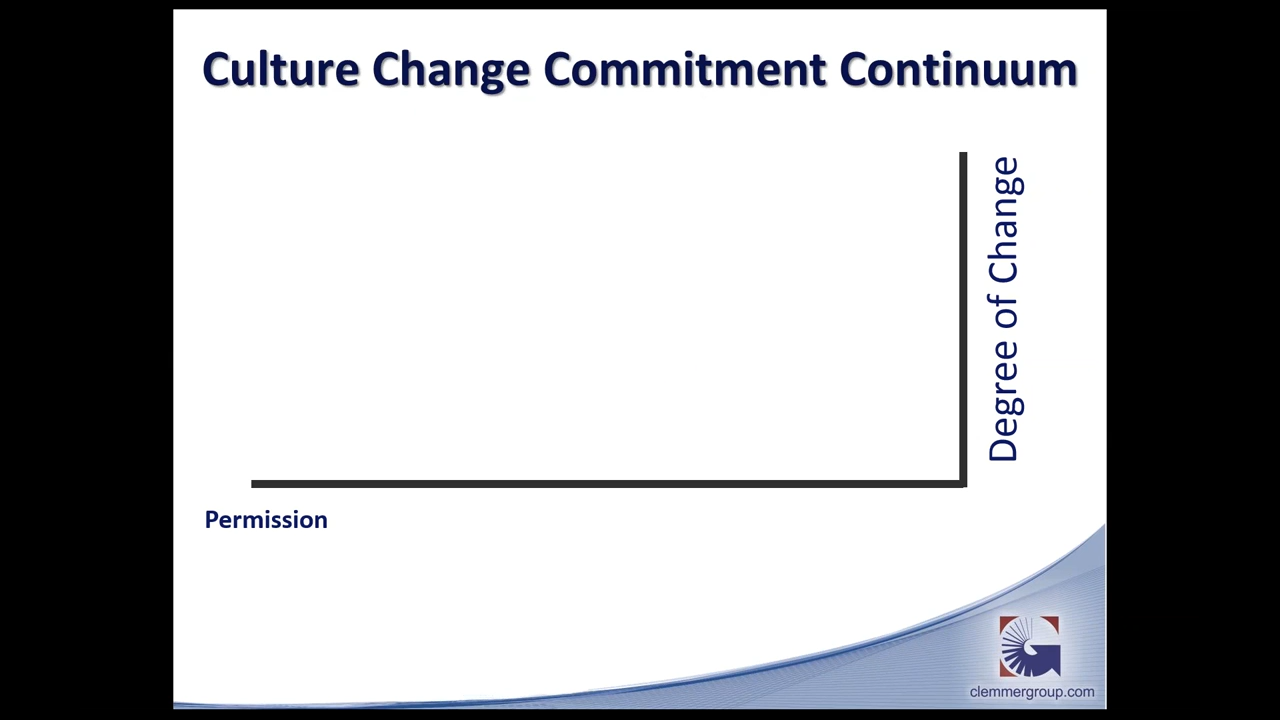 Culture Change Commitment Continuum
Degree of Change
Permission
clemmergroup.com